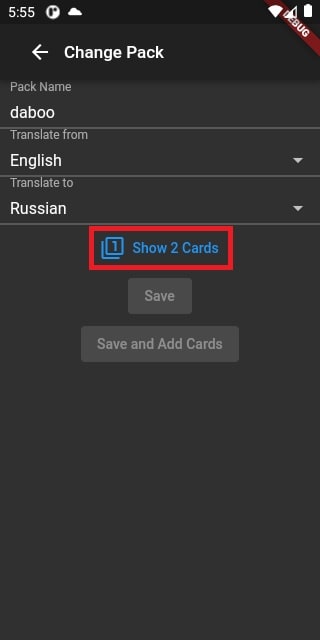 5:55
DEBUG
Change Pack
Pack Name
daboo
Translate from
English
Translate to
Russian
1 Show 2 Cards
Save
Save and Add Cards